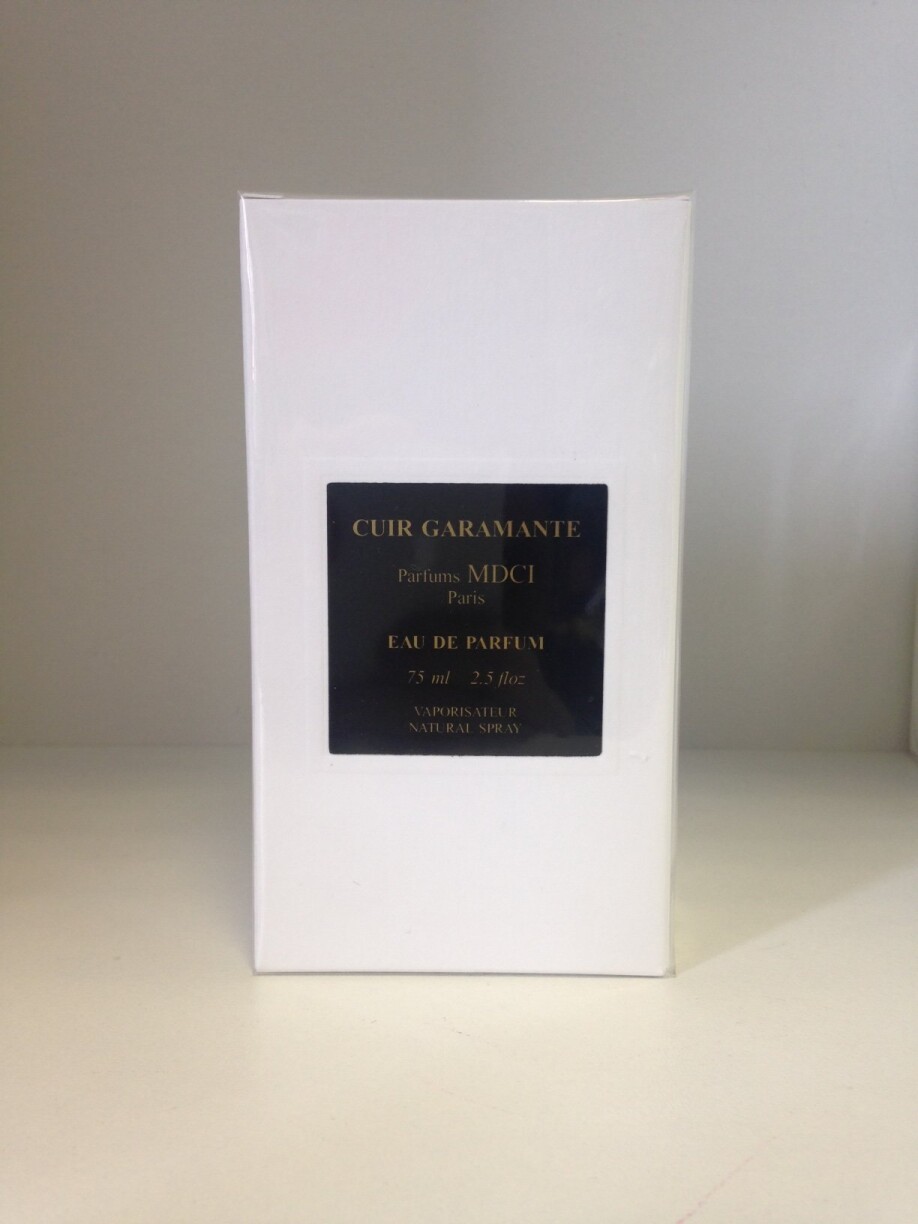 CUIR GARAMANTE
Parfums MDCI
Paris
EAU DE PARFUM
75 ml 2.5 floz
VAPORISATEUR
NATURAL SPRAY